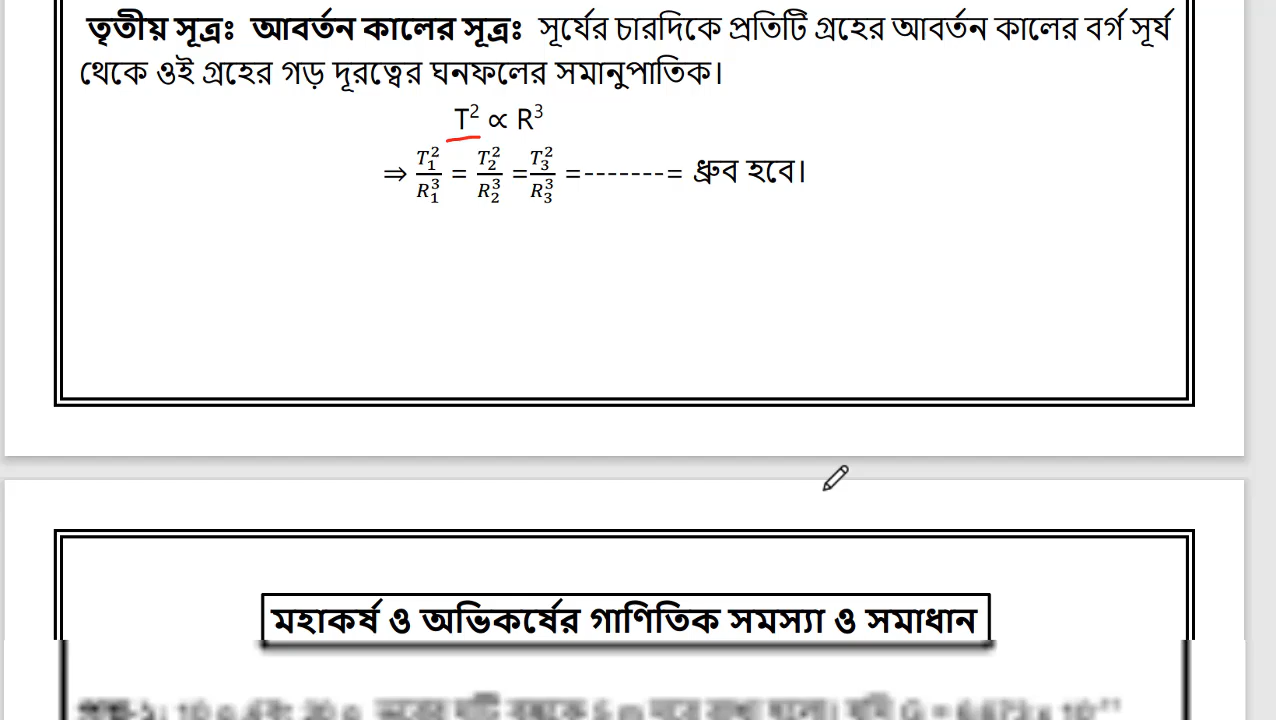 তৃতীয় সূত্রঃ আবর্তন কালের সূত্রঃ সূর্যের চারদিকে প্রতিটি গ্রহের আবর্তন কালের বর্গ সূর্য
থেকে ওই গ্রহের গড় দূরত্বের ঘনফলের সমানুপাতিক।
T² ∝ R³
⇒ T₁²/R₁³ = T₂²/R₂³ =T₃²/R₃³ =-------= ধ্রুব হবে।
মহাকর্ষ ও অভিকর্ষের গাণিতিক সমস্যা ও সমাধান